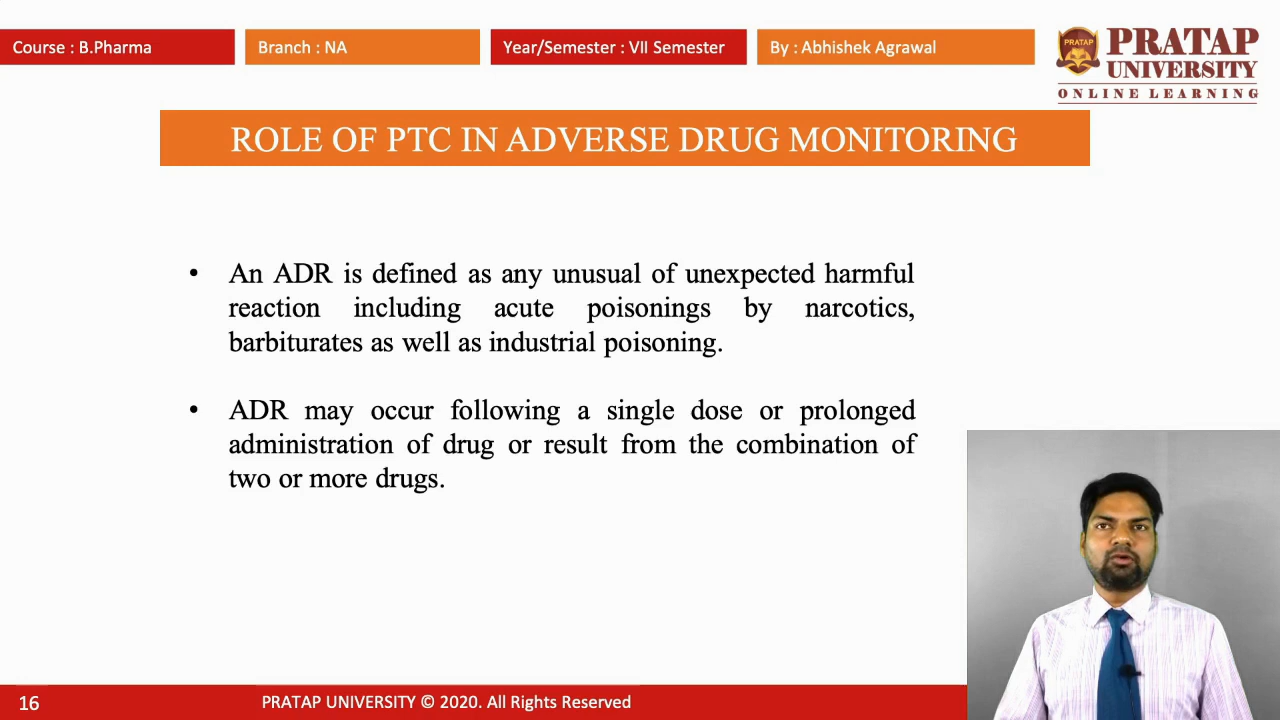 Course : B.Pharma
Branch : NA
Year/Semester : VII Semester
By : Abhishek Agrawal
PRATAP
PRATAP
UNIVERSITY
ONLINE LEARNING
ROLE OF PTC IN ADVERSE DRUG MONITORING
• An ADR is defined as any unusual of unexpected harmful
reaction including acute poisonings by narcotics,
barbiturates as well as industrial poisoning.
• ADR may occur following a single dose or prolonged
administration of drug or result from the combination of
two or more drugs.
16
PRATAP UNIVERSITY © 2020. All Rights Reserved